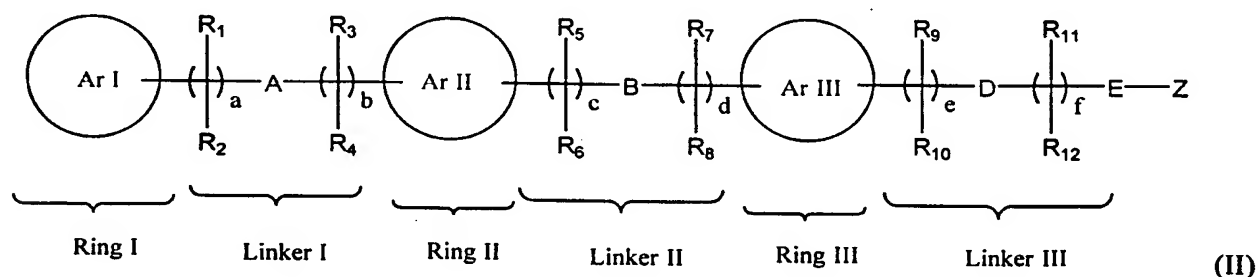 R₁ R₃ R₅ R₇ R₉ R₁₁
Ar I ( )a A ( )b Ar II ( )c B ( )d Ar III ( )e D ( )f E Z
R₂ R₄ R₆ R₈ R₁₀ R₁₂
Ring I Linker I Ring II Linker II Ring III Linker III (II)